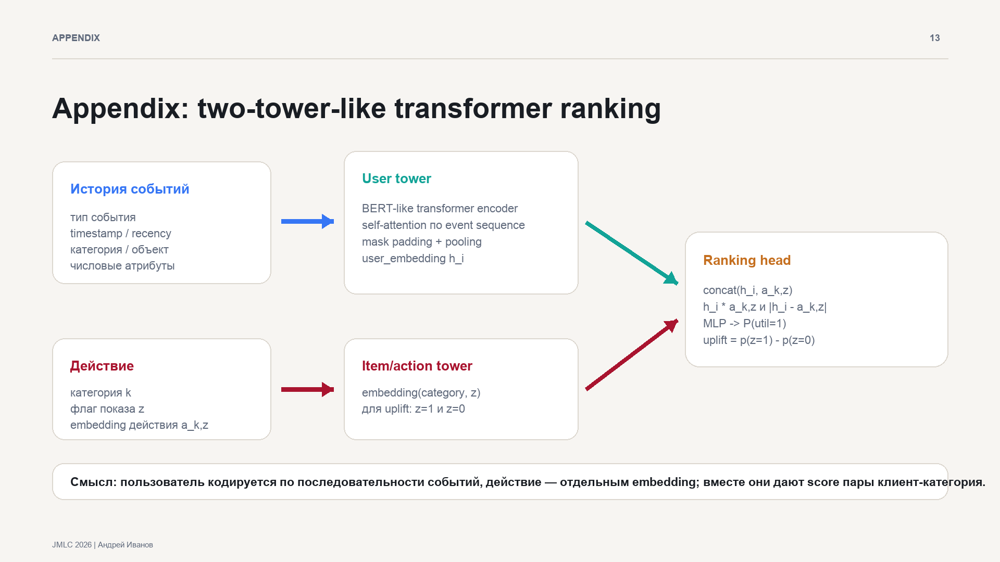 APPENDIX
13
Appendix: two-tower-like transformer ranking
История событий
тип события
timestamp / recency
категория / объект
числовые атрибуты
User tower
BERT-like transformer encoder
self-attention по event sequence
mask padding + pooling
user_embedding h_i
Ranking head
concat(h_i, a_k,z)
h_i * a_k,z и |h_i - a_k,z|
MLP -> P(util=1)
uplift = p(z=1) - p(z=0)
Действие
категория k
флаг показа z
embedding действия a_k,z
Item/action tower
embedding(category, z)
для uplift: z=1 и z=0
Смысл: пользователь кодируется по последовательности событий, действие — отдельным embedding; вместе они дают score пары клиент-категория.
JMLC 2026 | Андрей Иванов